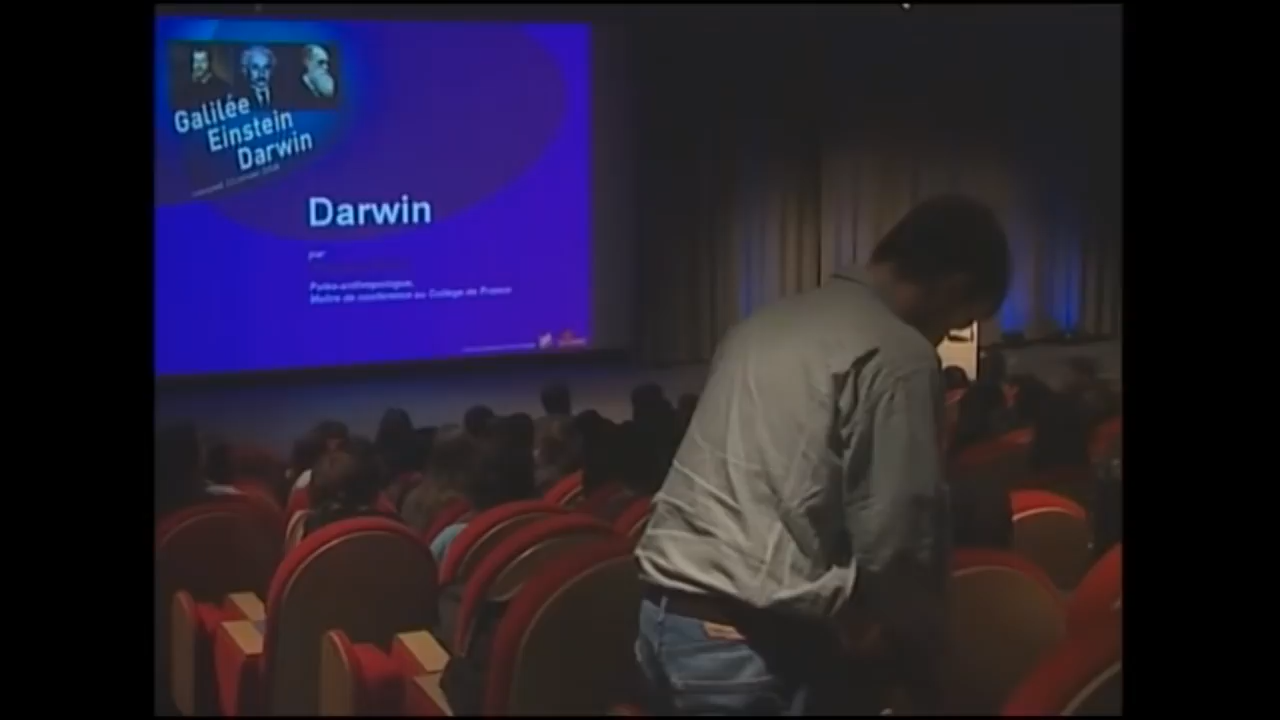 Galilée
Einstein
Darwin
Darwin
par
Paléo-anthropologue,
Maître de conférence au Collège de France